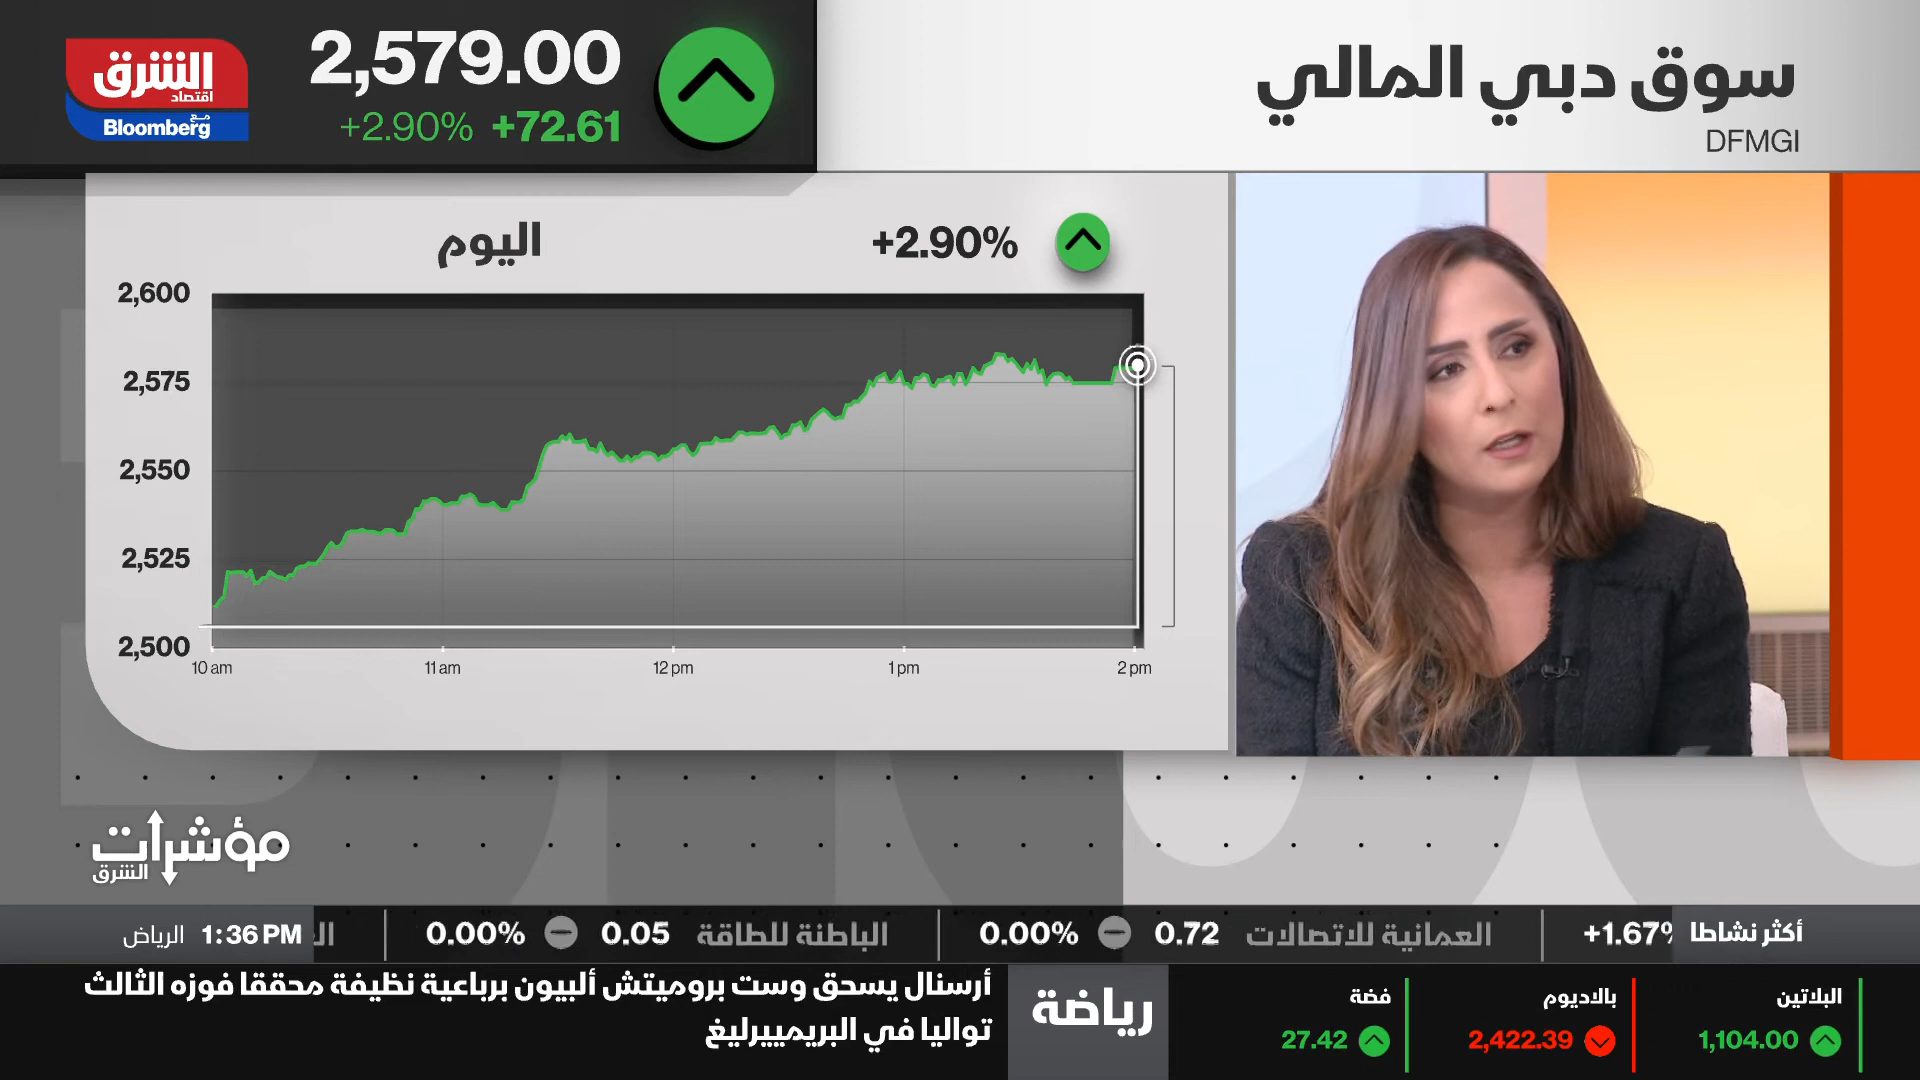 سوق دبي المالي
DFMGI
2,579.00
+2.90% +72.61
الشرق
اقتصاد
مع
Bloomberg
اليوم
+2.90%
2,600
2,575
2,550
2,525
2,500
10 am 11 am 12 pm 1 pm 2 pm
مؤشرات
الشرق
أكثر نشاطا
+1.67%
العمانية للاتصالات 0.72 0.00%
الباطنة للطاقة 0.05 0.00%
1:36 PM الرياض
البلاتين
1,104.00
بالاديوم
2,422.39
فضة
27.42
رياضة
أرسنال يسحق وست بروميتش ألبيون برباعية نظيفة محققا فوزه الثالث
تواليا في البريمييرليغ